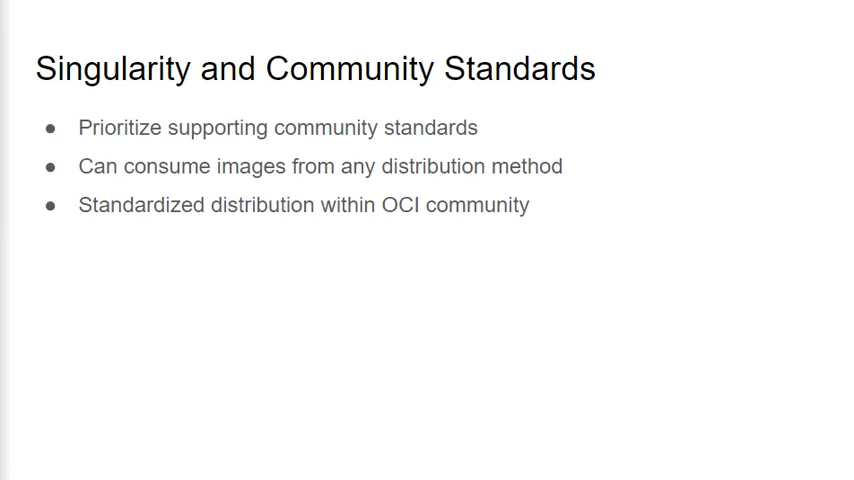 Singularity and Community Standards
● Prioritize supporting community standards
● Can consume images from any distribution method
● Standardized distribution within OCI community